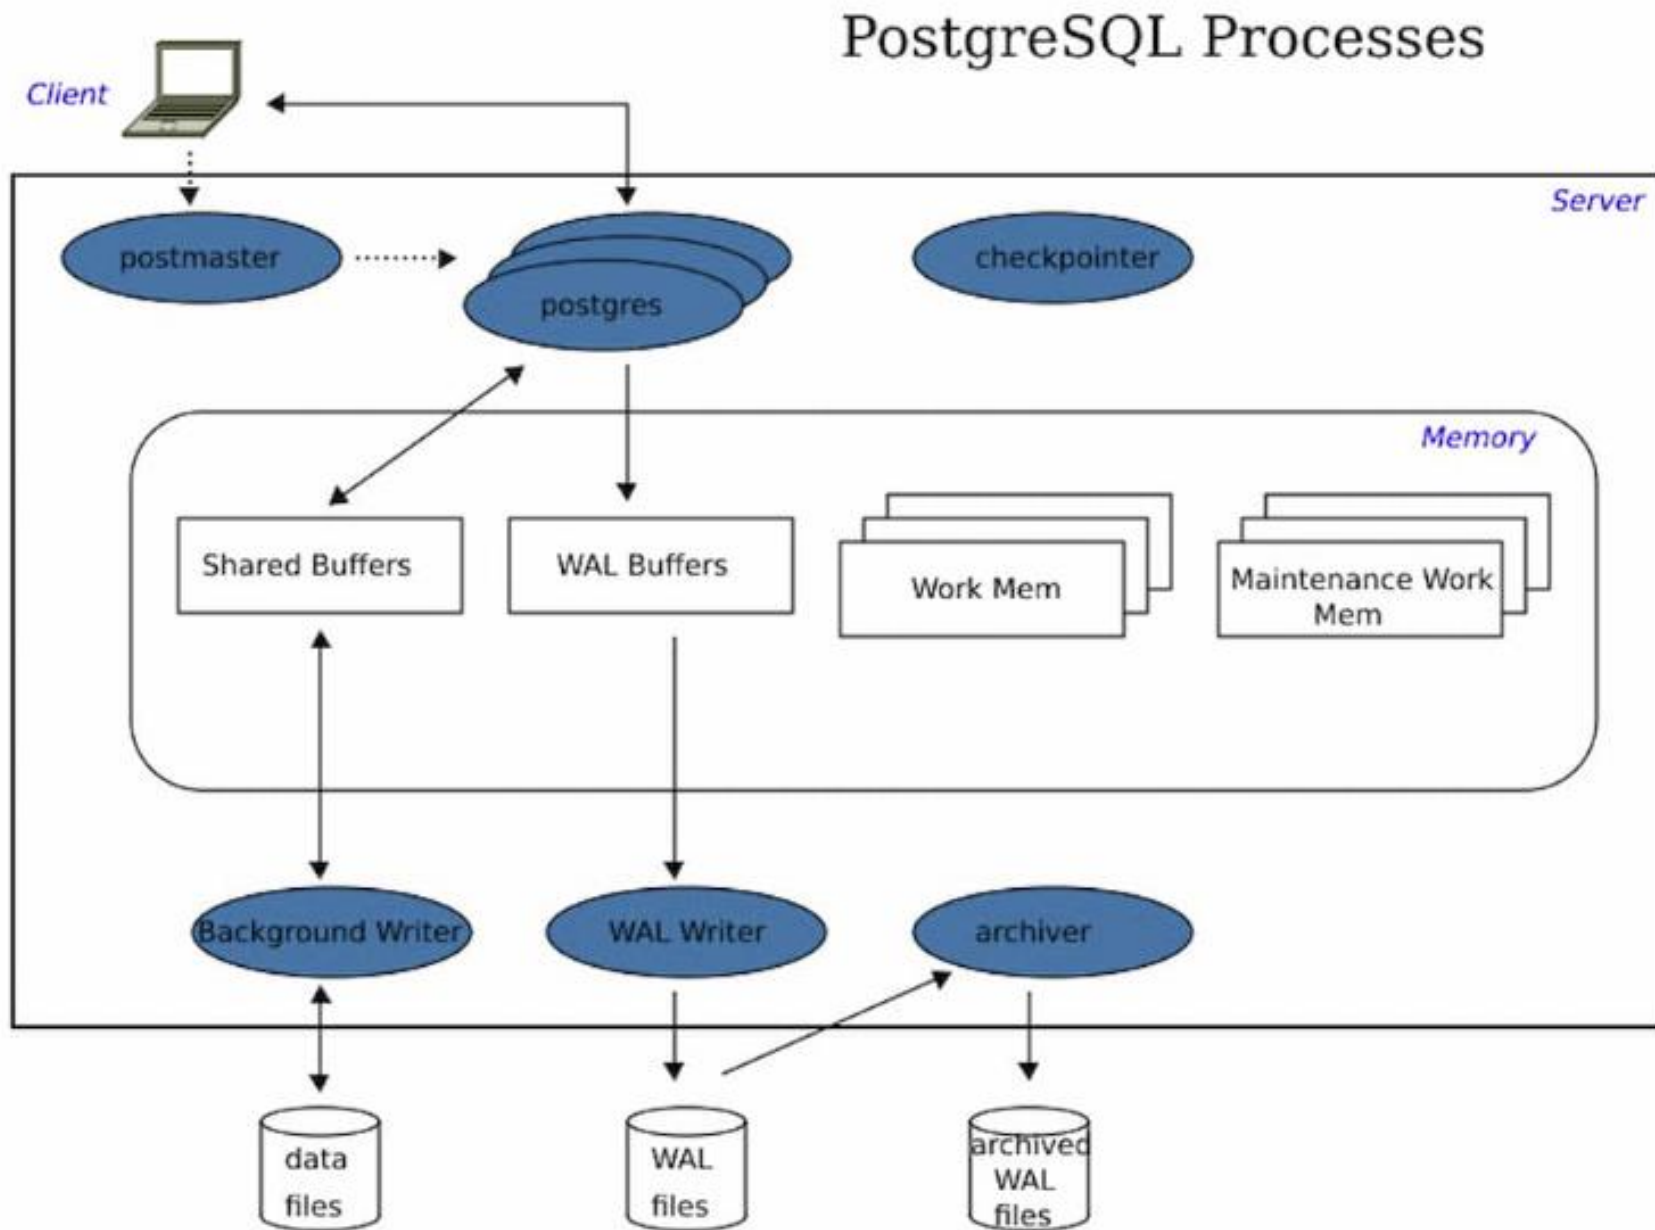 PostgreSQL Processes
Client
Server
postmaster
checkpointer
postgres
Memory
Shared Buffers
WAL Buffers
Work Mem
Maintenance Work
Mem
Background Writer
WAL Writer
archiver
data
files
WAL
files
archived
WAL
files